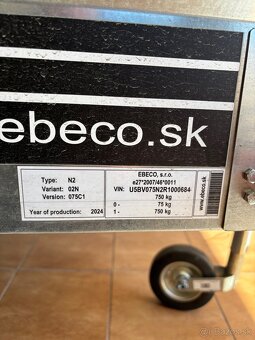 ebeco.sk
EBECO, s.r.o.
Type: N2
e27*2007/46*0011
Variant: 02N
VIN: U5BV075N2R1000684
Version: 075C1
750 kg
0- 75 kg
Year of production: 2024
1- 750 kg
www.ebeco.sk